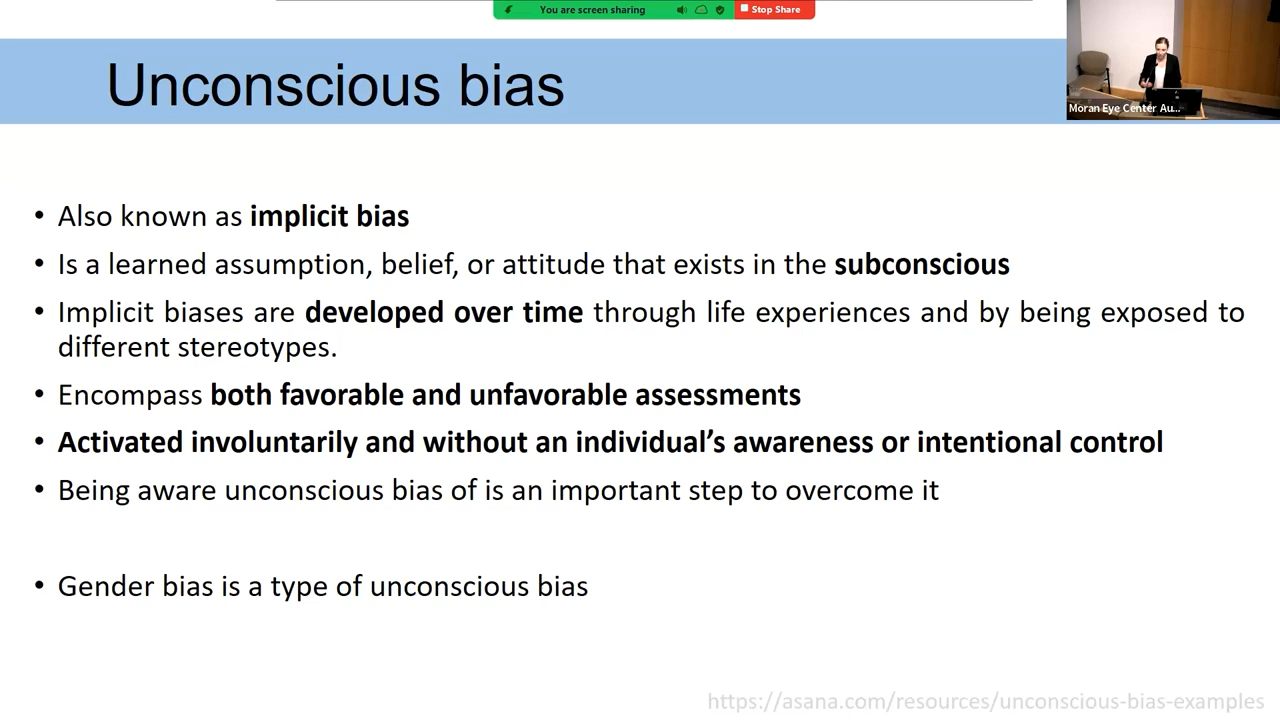 You are screen sharing
Stop Share
Unconscious bias
Moran Eye Center Au...
• Also known as implicit bias
• Is a learned assumption, belief, or attitude that exists in the subconscious
• Implicit biases are developed over time through life experiences and by being exposed to
different stereotypes.
• Encompass both favorable and unfavorable assessments
• Activated involuntarily and without an individual’s awareness or intentional control
• Being aware unconscious bias of is an important step to overcome it
• Gender bias is a type of unconscious bias
https://asana.com/resources/unconscious-bias-examples